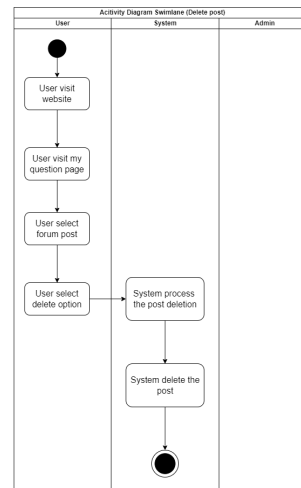 Acitivity Diagram Swimlane (Delete post)
User
System
Admin
User visit
website
User visit my
question page
User select
forum post
User select
delete option
System process
the post deletion
System delete the
post